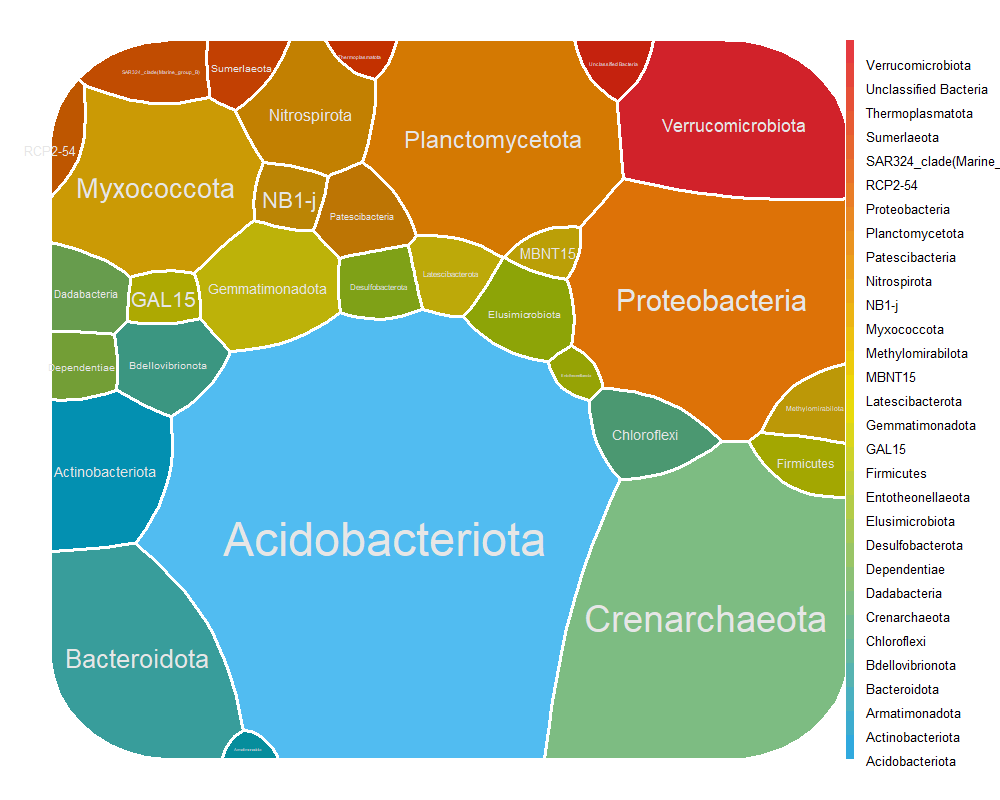 SAR324_clade(Marine_group_B)
Sumerlaeota
Thermoplasmatota
Unclassified Bacteria
Nitrospirota
Planctomycetota
Verrucomicrobiota
RCP2-54
Myxococcota
NB1-j
Patescibacteria
MBNT15
Latescibacterota
Desulfobacterota
Gemmatimonadota
Dadabacteria
GAL15
Proteobacteria
Elusimicrobiota
Dependentiae
Bdellovibrionota
Entotheonellaeota
Methylomirabilota
Chloroflexi
Firmicutes
Actinobacteriota
Acidobacteriota
Crenarchaeota
Bacteroidota
Armatimonadota
Verrucomicrobiota
Unclassified Bacteria
Thermoplasmatota
Sumerlaeota
SAR324_clade(Marine_
RCP2-54
Proteobacteria
Planctomycetota
Patescibacteria
Nitrospirota
NB1-j
Myxococcota
Methylomirabilota
MBNT15
Latescibacterota
Gemmatimonadota
GAL15
Firmicutes
Entotheonellaeota
Elusimicrobiota
Desulfobacterota
Dependentiae
Dadabacteria
Crenarchaeota
Chloroflexi
Bdellovibrionota
Bacteroidota
Armatimonadota
Actinobacteriota
Acidobacteriota